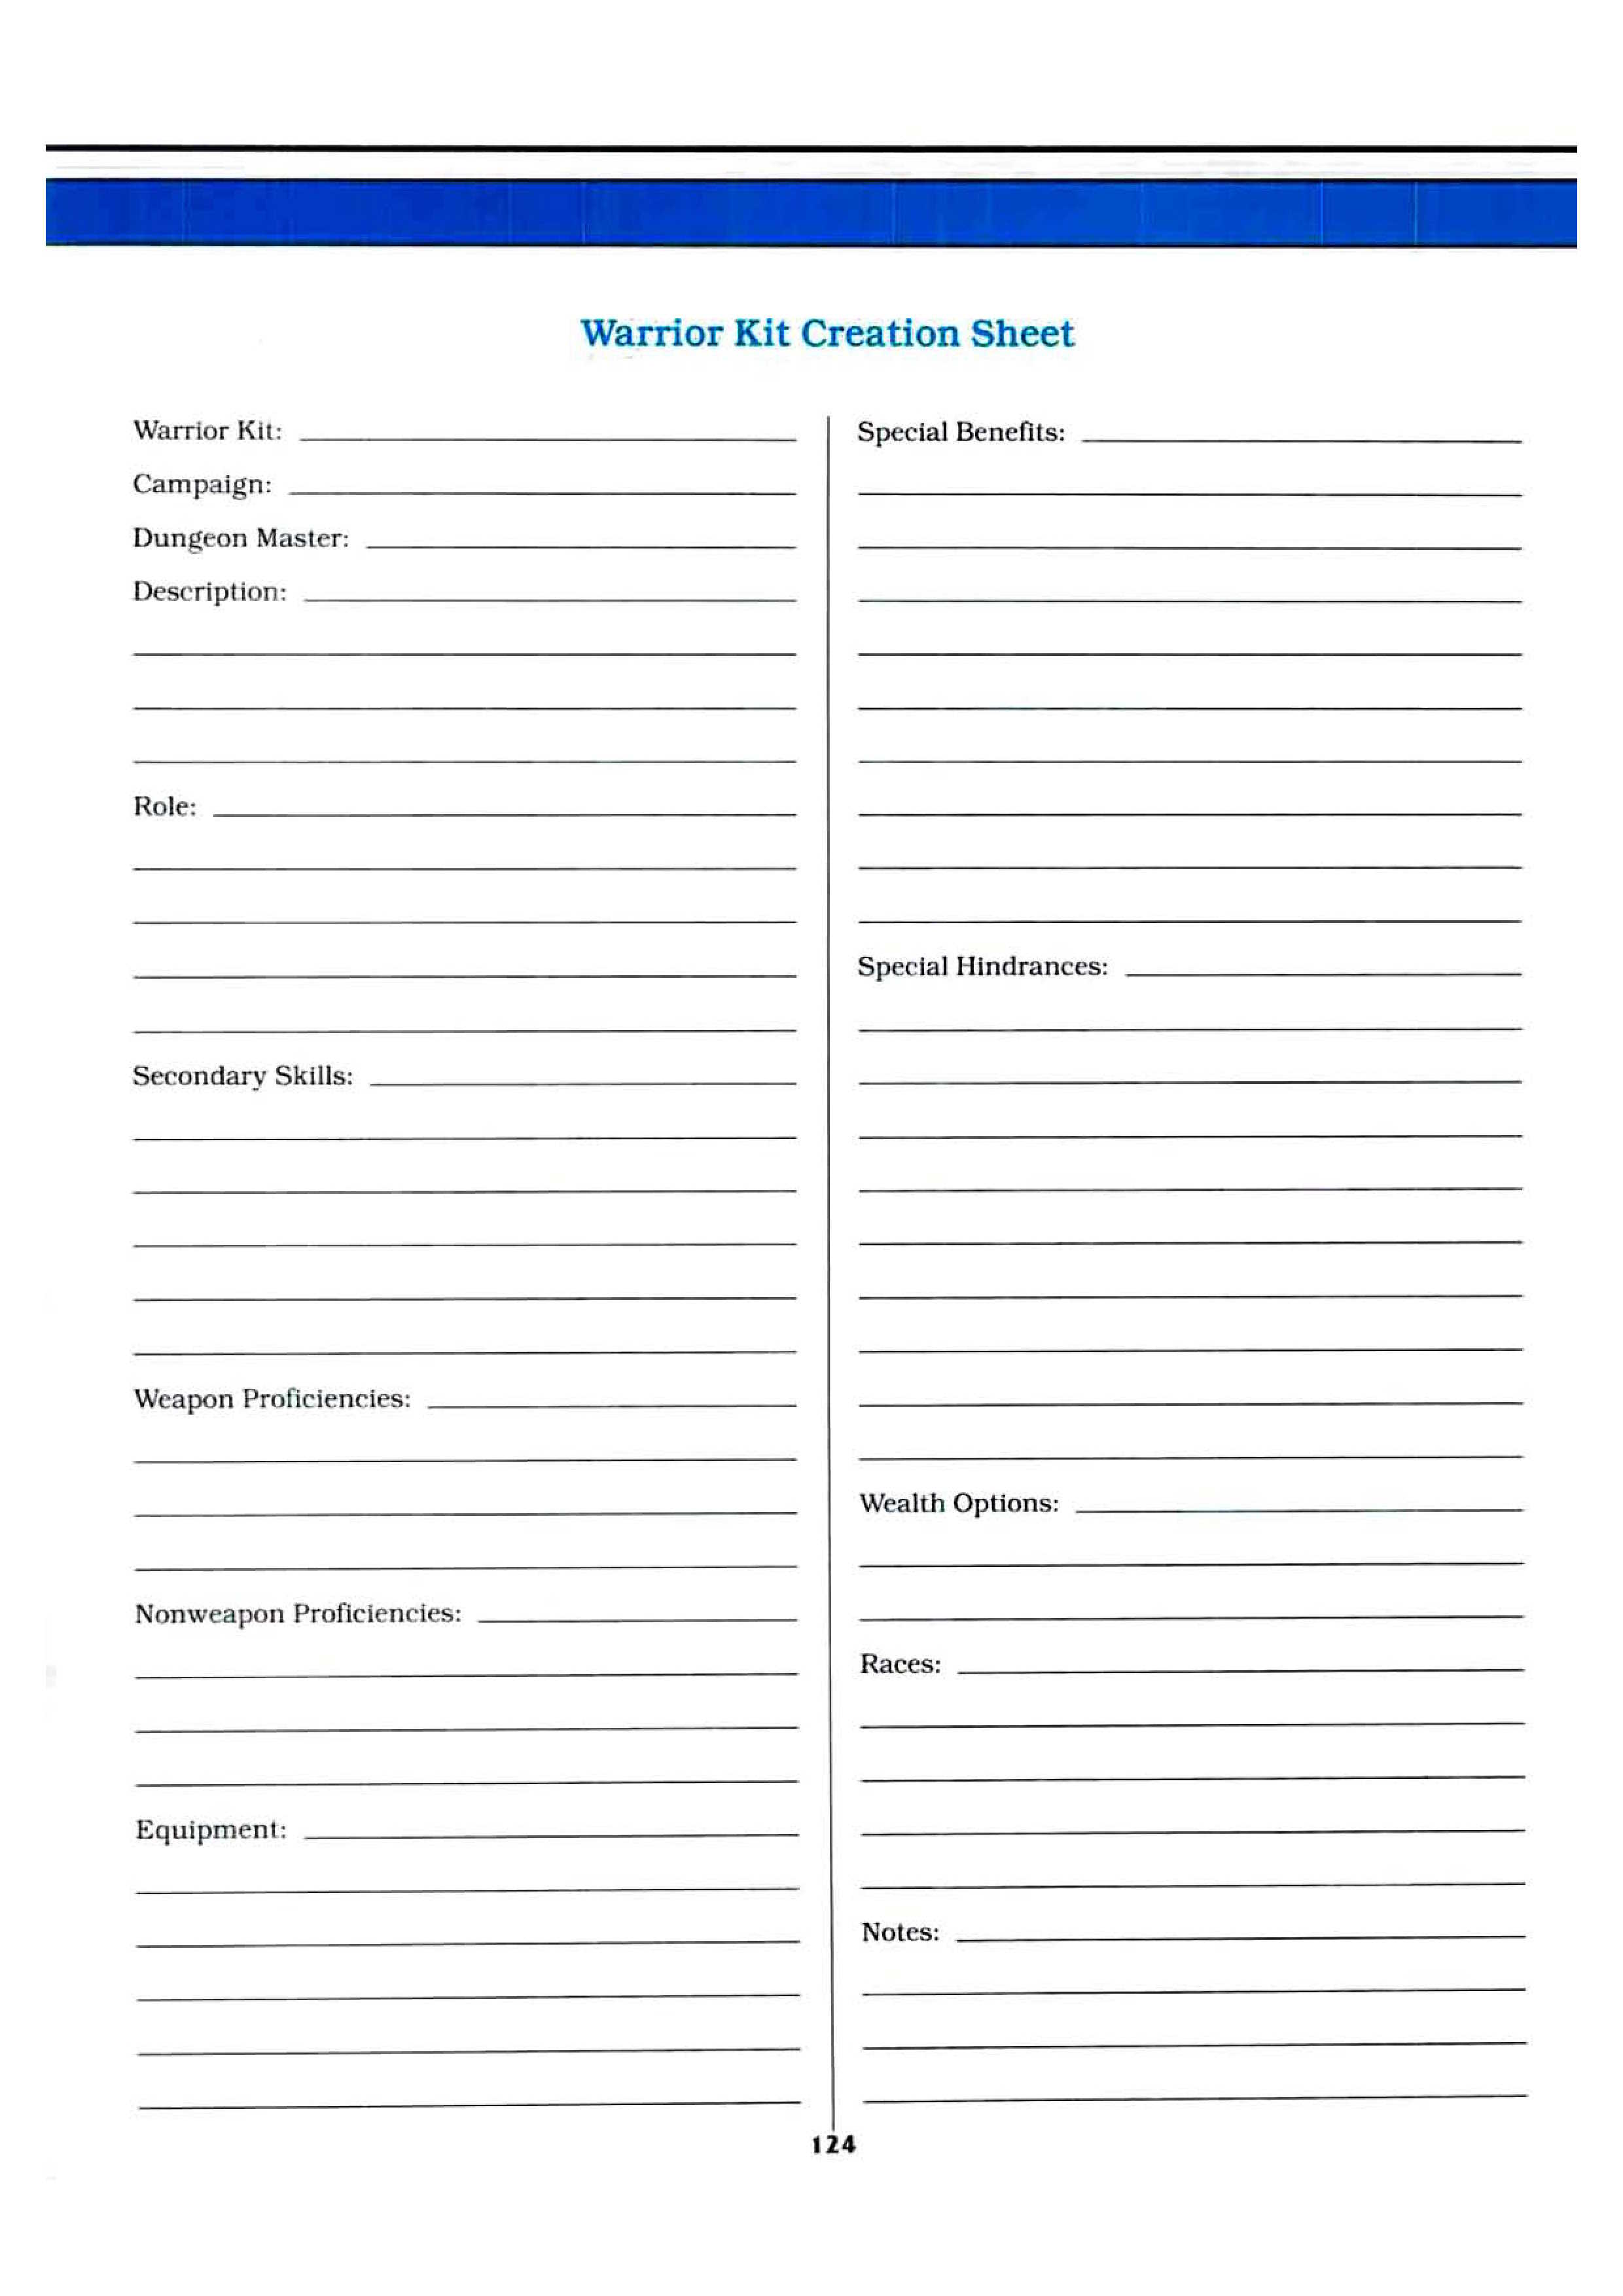 Warrior Kit Creation Sheet
Warrior Kit:
Campaign:
Dungeon Master:
Description:
Role:
Secondary Skills:
Weapon Proficiencies:
Nonweapon Proficiencies:
Equipment:
Special Benefits:
Special Hindrances:
Wealth Options:
Races:
Notes:
124